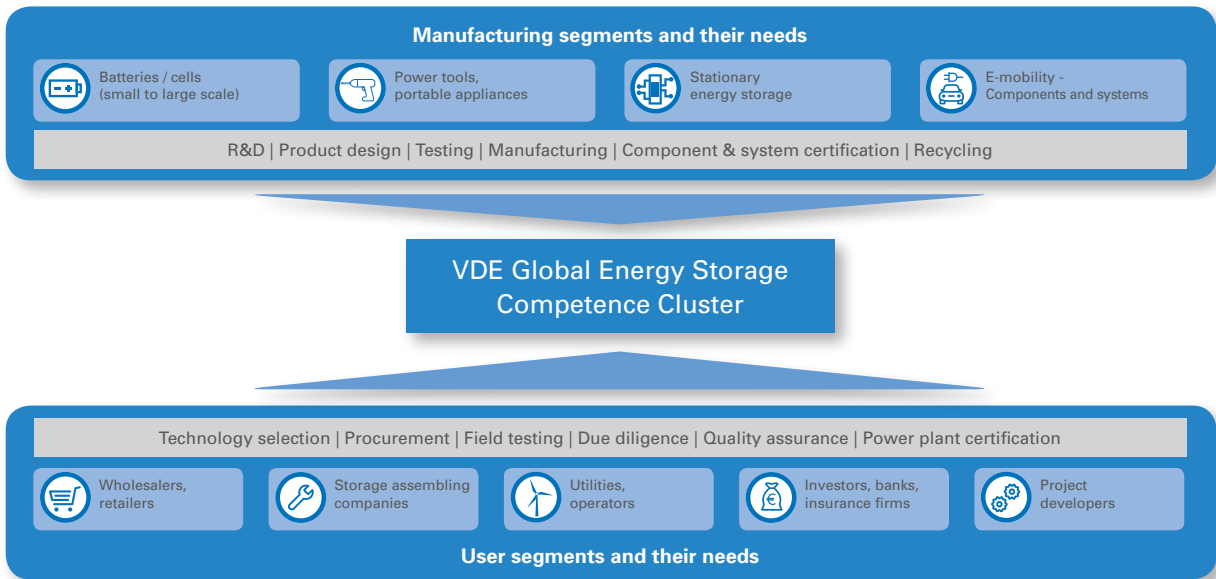 Manufacturing segments and their needs
Batteries / cells
(small to large scale)
Power tools,
portable appliances
Stationary
energy storage
E-mobility -
Components and systems
R&D | Product design | Testing | Manufacturing | Component & system certification | Recycling
VDE Global Energy Storage
Competence Cluster
Technology selection | Procurement | Field testing | Due diligence | Quality assurance | Power plant certification
Wholesalers,
retailers
Storage assembling
companies
Utilities,
operators
€
Investors, banks,
insurance firms
Project
developers
User segments and their needs